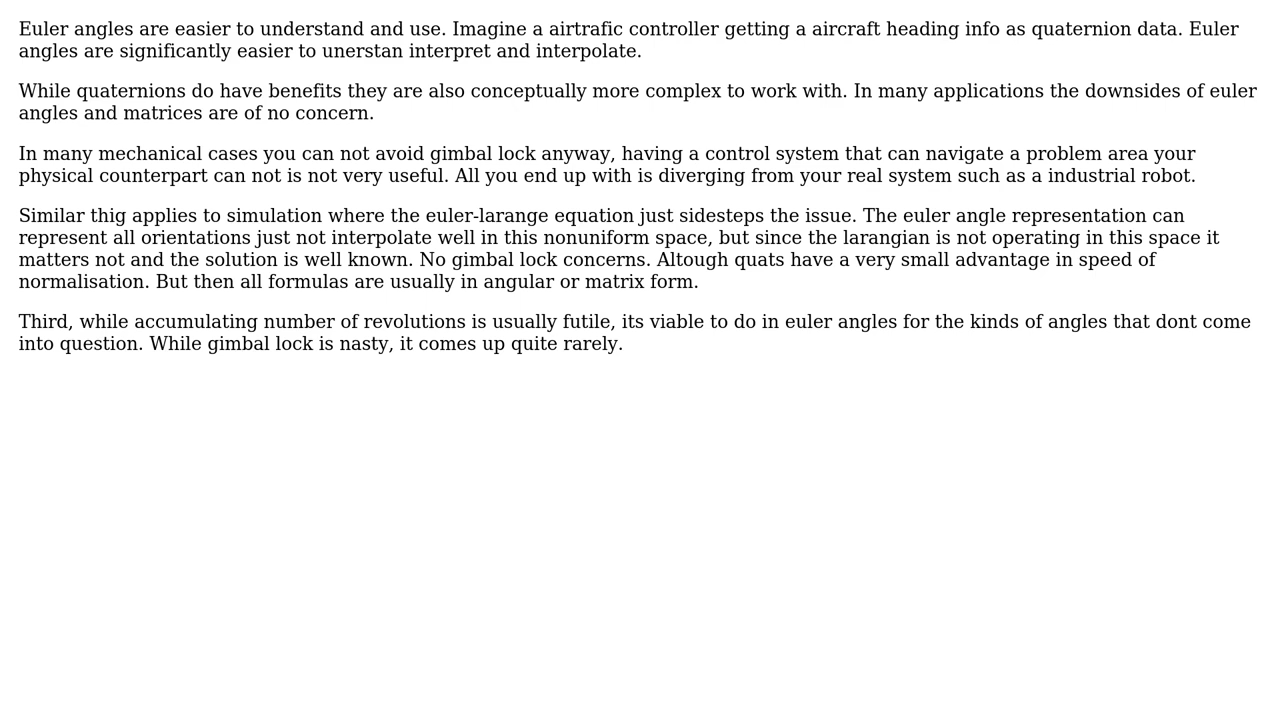 Euler angles are easier to understand and use. Imagine a airtrafic controller getting a aircraft heading info as quaternion data. Euler
angles are significantly easier to unerstan interpret and interpolate.
While quaternions do have benefits they are also conceptually more complex to work with. In many applications the downsides of euler
angles and matrices are of no concern.
In many mechanical cases you can not avoid gimbal lock anyway, having a control system that can navigate a problem area your
physical counterpart can not is not very useful. All you end up with is diverging from your real system such as a industrial robot.
Similar thig applies to simulation where the euler-larange equation just sidesteps the issue. The euler angle representation can
represent all orientations just not interpolate well in this nonuniform space, but since the larangian is not operating in this space it
matters not and the solution is well known. No gimbal lock concerns. Altough quats have a very small advantage in speed of
normalisation. But then all formulas are usually in angular or matrix form.
Third, while accumulating number of revolutions is usually futile, its viable to do in euler angles for the kinds of angles that dont come
into question. While gimbal lock is nasty, it comes up quite rarely.